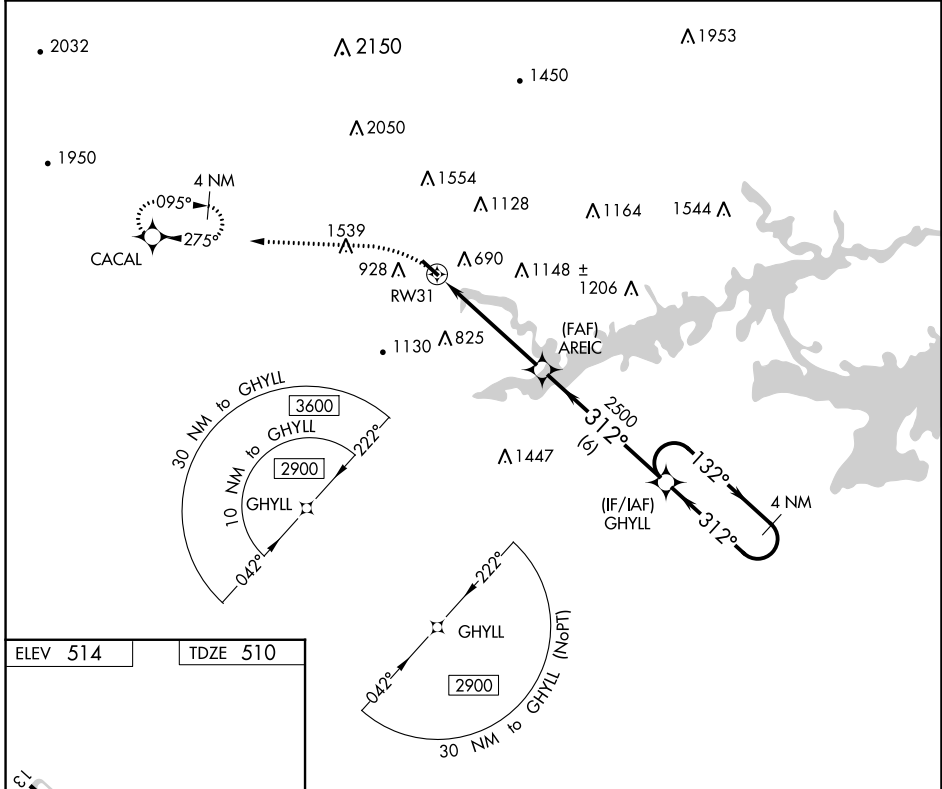 2032
2150
1953
1450
2050
1950
4 NM
1554
095°
1128
1164
1544
275°
1539
CACAL
690
928
1148 ±
RW31
1206
(FAF)
AREIC
825
1130
30 NM to GHYLL
3600
2500
312°
(6)
10 NM to GHYLL
222°
2900
1447
132°
GHYLL
(IF/IAF)
GHYLL
4 NM
312°
042°
222°
GHYLL
30 NM to GHYLL (NoPT)
2900
042°
ELEV 514
TDZE 510
13